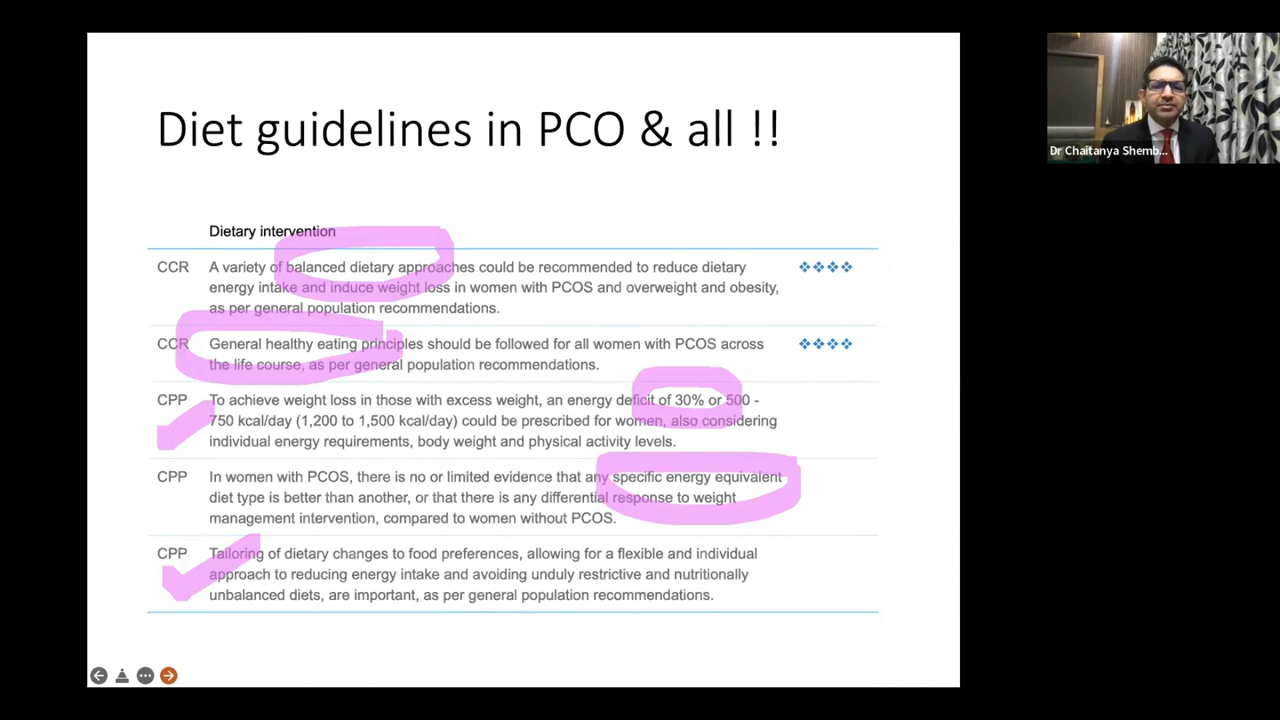 Diet guidelines in PCO & all !!
Dr Chaitanya Shemb...
Dietary intervention
CCR A variety of balanced dietary approaches could be recommended to reduce dietary
energy intake and induce weight loss in women with PCOS and overweight and obesity,
as per general population recommendations.
CCR General healthy eating principles should be followed for all women with PCOS across
the life course, as per general population recommendations.
CPP To achieve weight loss in those with excess weight, an energy deficit of 30% or 500 -
750 kcal/day (1,200 to 1,500 kcal/day) could be prescribed for women, also considering
individual energy requirements, body weight and physical activity levels.
CPP In women with PCOS, there is no or limited evidence that any specific energy equivalent
diet type is better than another, or that there is any differential response to weight
management intervention, compared to women without PCOS.
CPP Tailoring of dietary changes to food preferences, allowing for a flexible and individual
approach to reducing energy intake and avoiding unduly restrictive and nutritionally
unbalanced diets, are important, as per general population recommendations.